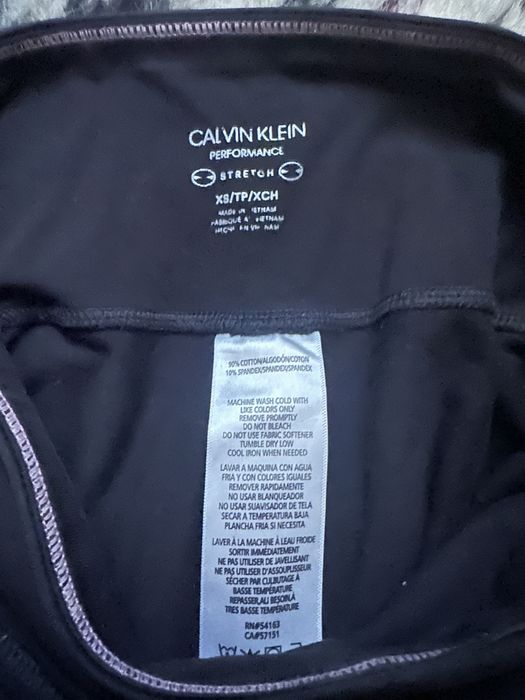 CALVIN KLEIN
PERFORMANCE
STRETCH
XS/TP/XCH
MADE IN VIETNAM
FABRIQUÉ AU VIETNAM
90% COTTON/ALGODÓN/COTON
10% SPANDEX/SPANDEX/SPANDEX
MACHINE WASH COLD WITH
LIKE COLORS ONLY
REMOVE PROMPTLY
DO NOT BLEACH
DO NOT USE FABRIC SOFTENER
TUMBLE DRY LOW
COOL IRON WHEN NEEDED
LAVAR A MAQUINA CON AGUA
FRIA Y CON COLORES IGUALES
REMOVER RAPIDAMENTE
NO USAR BLANQUEADOR
NO USAR SUAVISADOR DE TELA
SECAR A TEMPERATURA BAJA
PLANCHA FRIA SI NECESITA
LAVER À LA MACHINE À L'EAU FROIDE
SORTIR IMMÉDIATEMENT
NE PAS UTILISER DE JAVELLISANT
NE PAS UTILISER D'ASSOUPLISSEUR
SÉCHER PAR CULBUTAGE À
BASSE TEMPÉRATURE
REPASSER,AU BESOIN,À
TRES BASSE TEMPÉRATURE
RN#54163
CA#57151